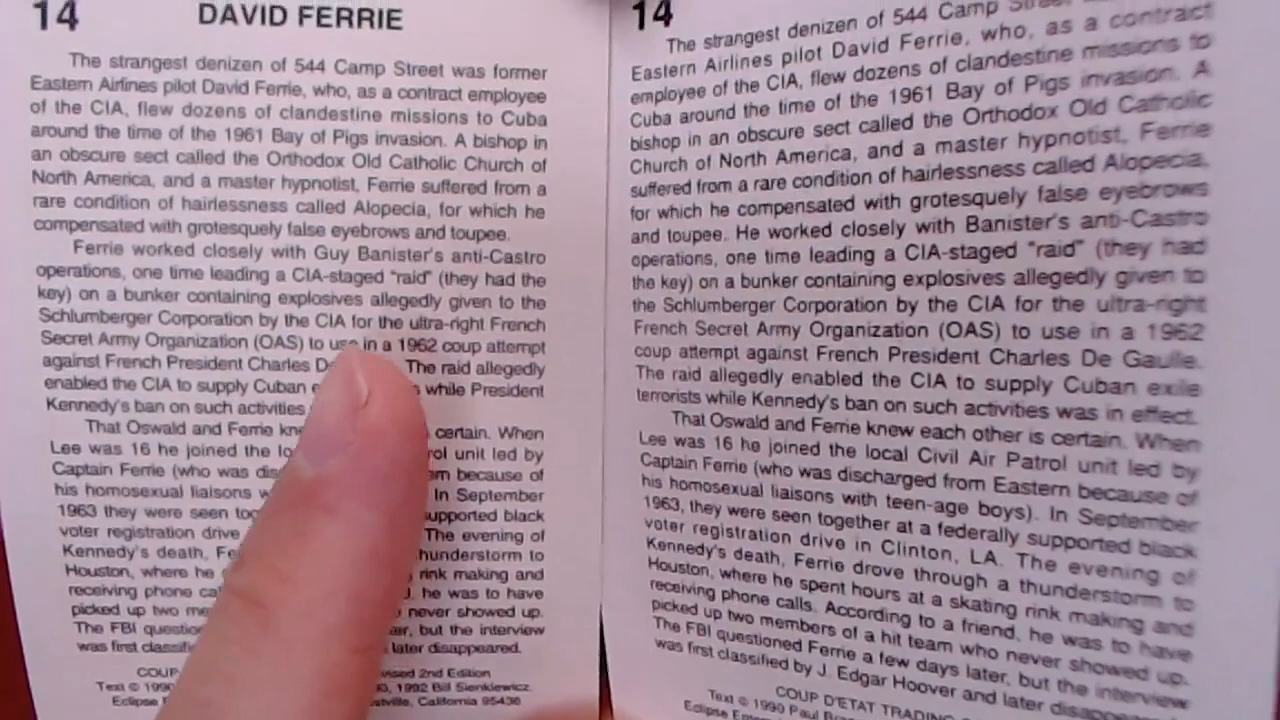 14 DAVID FERRIE
The strangest denizen of 544 Camp Street was former
Eastern Airlines pilot David Ferrie, who, as a contract employee
of the CIA, flew dozens of clandestine missions to Cuba
around the time of the 1961 Bay of Pigs invasion. A bishop in
an obscure sect called the Orthodox Old Catholic Church of
North America, and a master hypnotist, Ferrie suffered from a
rare condition of hairlessness called Alopecia, for which he
compensated with grotesquely false eyebrows and toupee.
Ferrie worked closely with Guy Banister's anti-Castro
operations, one time leading a CIA-staged "raid" (they had the
key) on a bunker containing explosives allegedly given to the
Schlumberger Corporation by the CIA for the ultra-right French
Secret Army Organization (OAS) to use in a 1962 coup attempt
against French President Charles The raid allegedly
enabled the CIA to supply Cuban while President
Kennedy's ban on such activities
That Oswald and Ferrie certain. When
Lee was 16 he joined the unit led by
Captain Ferrie (who was because of
his homosexual liaisons In September
1963 they were seen supported black
voter registration drive The evening of
Kennedy's death, thunderstorm to
Houston, where he rink making and
receiving phone he was to have
picked up two never showed up.
The FBI but the interview
was first later disappeared.
COUP 2nd Edition
Text © 1992 Bill Sienkiewicz.
Eclipse California 95436
14
The strangest denizen of 544 Camp
Eastern Airlines pilot David Ferrie, who, as a contract
employee of the CIA, flew dozens of clandestine missions to
Cuba around the time of the 1961 Bay of Pigs invasion. A
bishop in an obscure sect called the Orthodox Old Catholic
Church of North America, and a master hypnotist, Ferrie
suffered from a rare condition of hairlessness called Alopecia,
for which he compensated with grotesquely false eyebrows
and toupee. He worked closely with Banister's anti-Castro
operations, one time leading a CIA-staged "raid" (they had
the key) on a bunker containing explosives allegedly given to
the Schlumberger Corporation by the CIA for the ultra-right
French Secret Army Organization (OAS) to use in a 1962
coup attempt against French President Charles De Gaulle.
The raid allegedly enabled the CIA to supply Cuban exile
terrorists while Kennedy's ban on such activities was in effect.
That Oswald and Ferrie knew each other is certain. When
Lee was 16 he joined the local Civil Air Patrol unit led by
Captain Ferrie (who was discharged from Eastern because of
his homosexual liaisons with teen-age boys). In September
1963, they were seen together at a federally supported black
voter registration drive in Clinton, LA. The evening of
Kennedy's death, Ferrie drove through a thunderstorm to
Houston, where he spent hours at a skating rink making and
receiving phone calls. According to a friend, he was to have
picked up two members of a hit team who never showed up.
The FBI questioned Ferrie a few days later, but the interview
was first classified by J. Edgar Hoover and later
COUP D'ETAT TRADING
Text © 1990 Paul
Eclipse